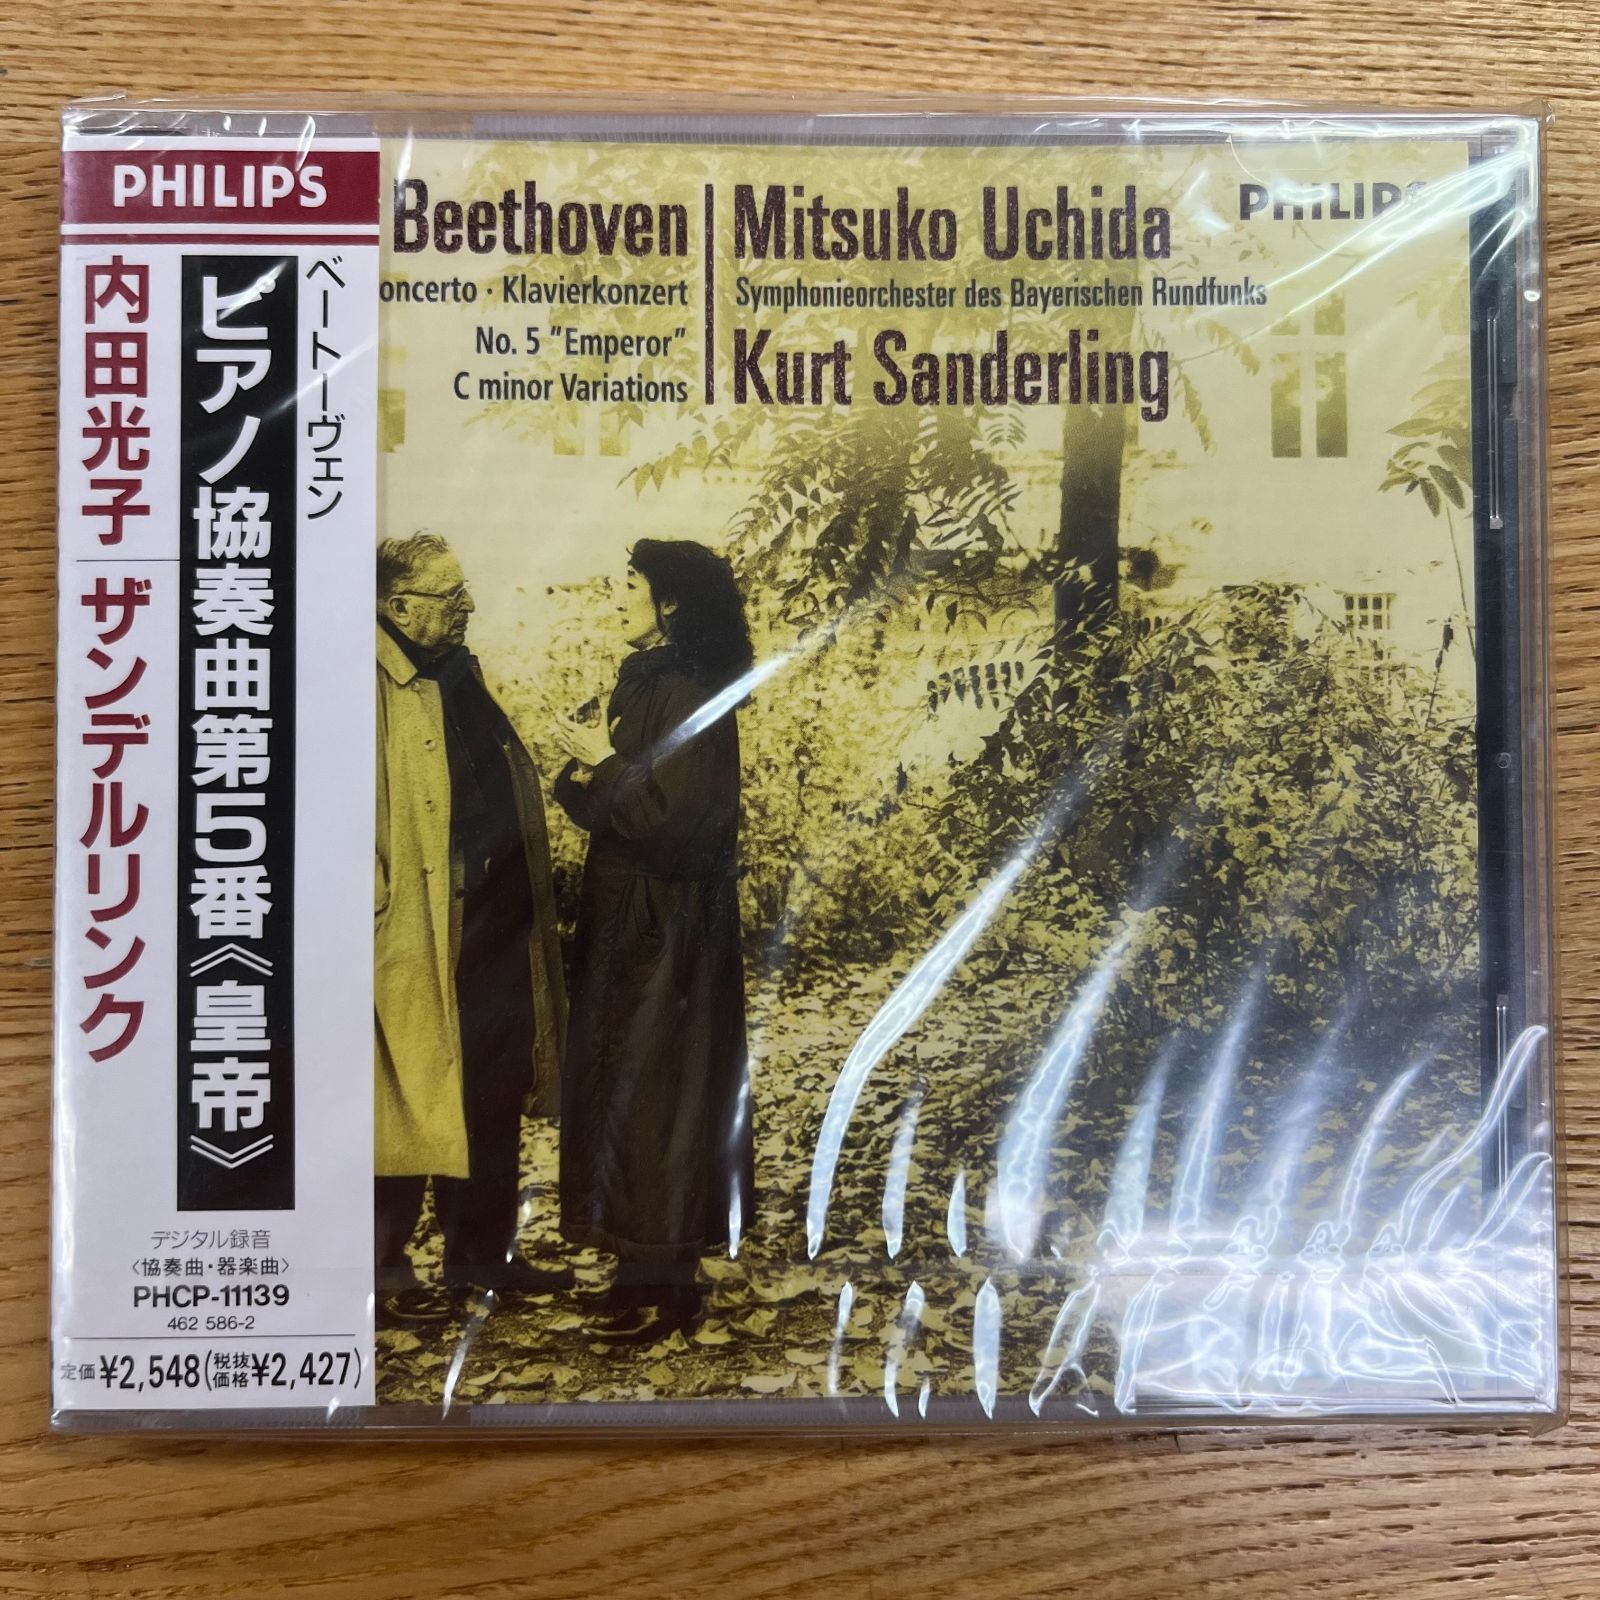 PHILIPS
ベートーヴェン
ピアノ協奏曲第5番《皇帝》
内田光子 ザンデルリンク
デジタル録音
〈協奏曲・器楽曲〉
PHCP-11139
462 586-2
定価¥2,548(税抜価格¥2,427)
Beethoven
oncerto · Klavierkonzert
No. 5 "Emperor"
C minor Variations
Mitsuko Uchida
Symphonieorchester des Bayerischen Rundfunks
Kurt Sanderling
PHILIPS